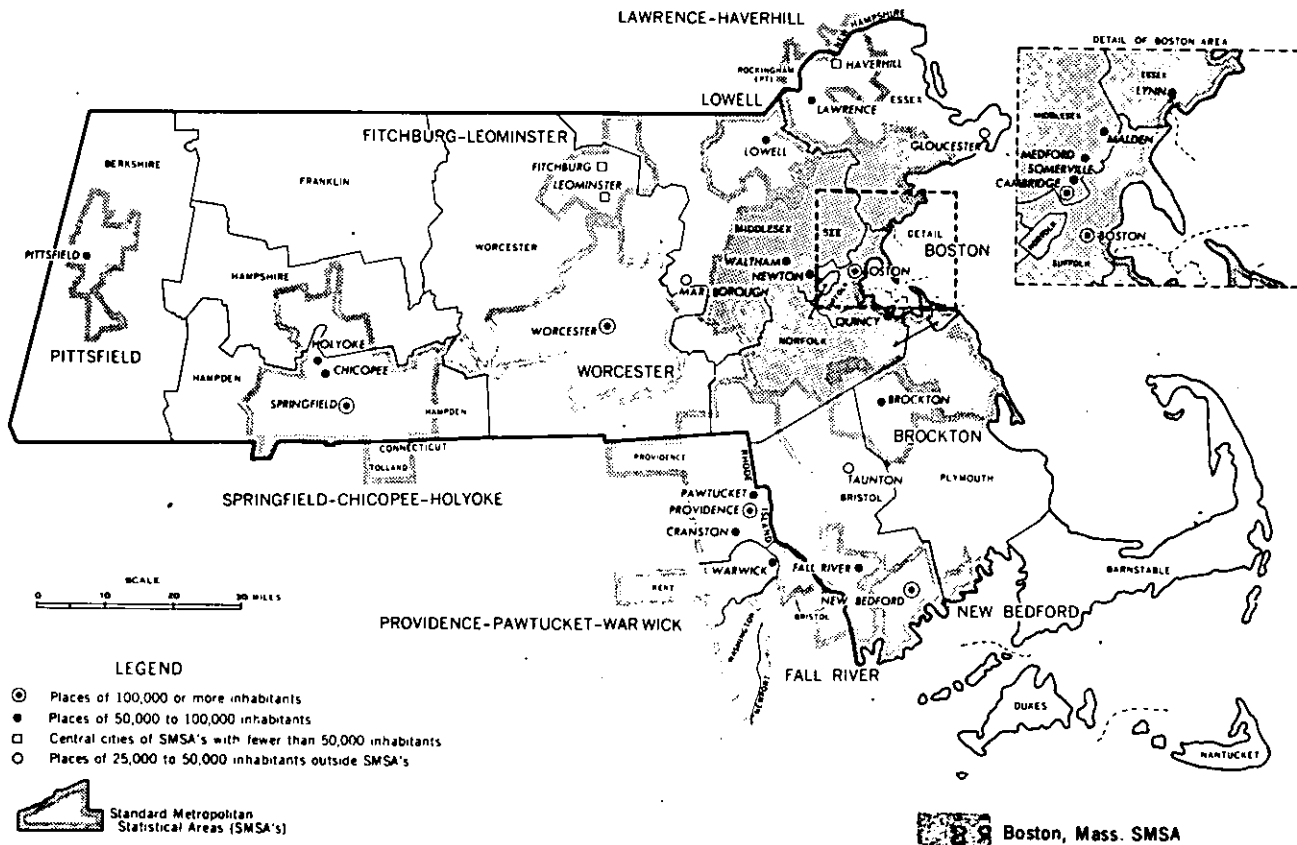 LAWRENCE-HAVERHILL
NEW HAMPSHIRE
ROCKINGHAM
HAVERHILL
LAWRENCE
ESSEX
LOWELL
LOWELL
GLOUCESTER
DETAIL OF BOSTON AREA
ESSEX
LYNN
MIDDLESEX
MALDEN
MEDFORD
SOMERVILLE
CAMBRIDGE
NORFOLK
BOSTON
SUFFOLK
FITCHBURG-LEOMINSTER
FITCHBURG
LEOMINSTER
BERKSHIRE
FRANKLIN
WORCESTER
MIDDLESEX
SEE
DETAIL
BOSTON
PITTSFIELD
HAMPSHIRE
WALTHAM
NEWTON
BOSTON
MARLBOROUGH
QUINCY
WORCESTER
NORFOLK
PITTSFIELD
HOLYOKE
CHICOPEE
WORCESTER
HAMPDEN
SPRINGFIELD
HAMPDEN
BROCKTON
BROCKTON
CONNECTICUT
TOLLAND
PROVIDENCE
RHODE
ISLAND
TAUNTON
BRISTOL
PLYMOUTH
SPRINGFIELD-CHICOPEE-HOLYOKE
PAWTUCKET
PROVIDENCE
CRANSTON
WARWICK
FALL RIVER
NEW BEDFORD
BARNSTABLE
KENT
BRISTOL
NEW BEDFORD
WASHINGTON
NEWPORT
PROVIDENCE-PAWTUCKET-WARWICK
FALL RIVER
DUKES
NANTUCKET
SCALE
0 10 20 30 MILES
LEGEND
Places of 100,000 or more inhabitants
Places of 50,000 to 100,000 inhabitants
Central cities of SMSA's with fewer than 50,000 inhabitants
Places of 25,000 to 50,000 inhabitants outside SMSA's
Standard Metropolitan
Statistical Areas (SMSA's)
Boston, Mass. SMSA